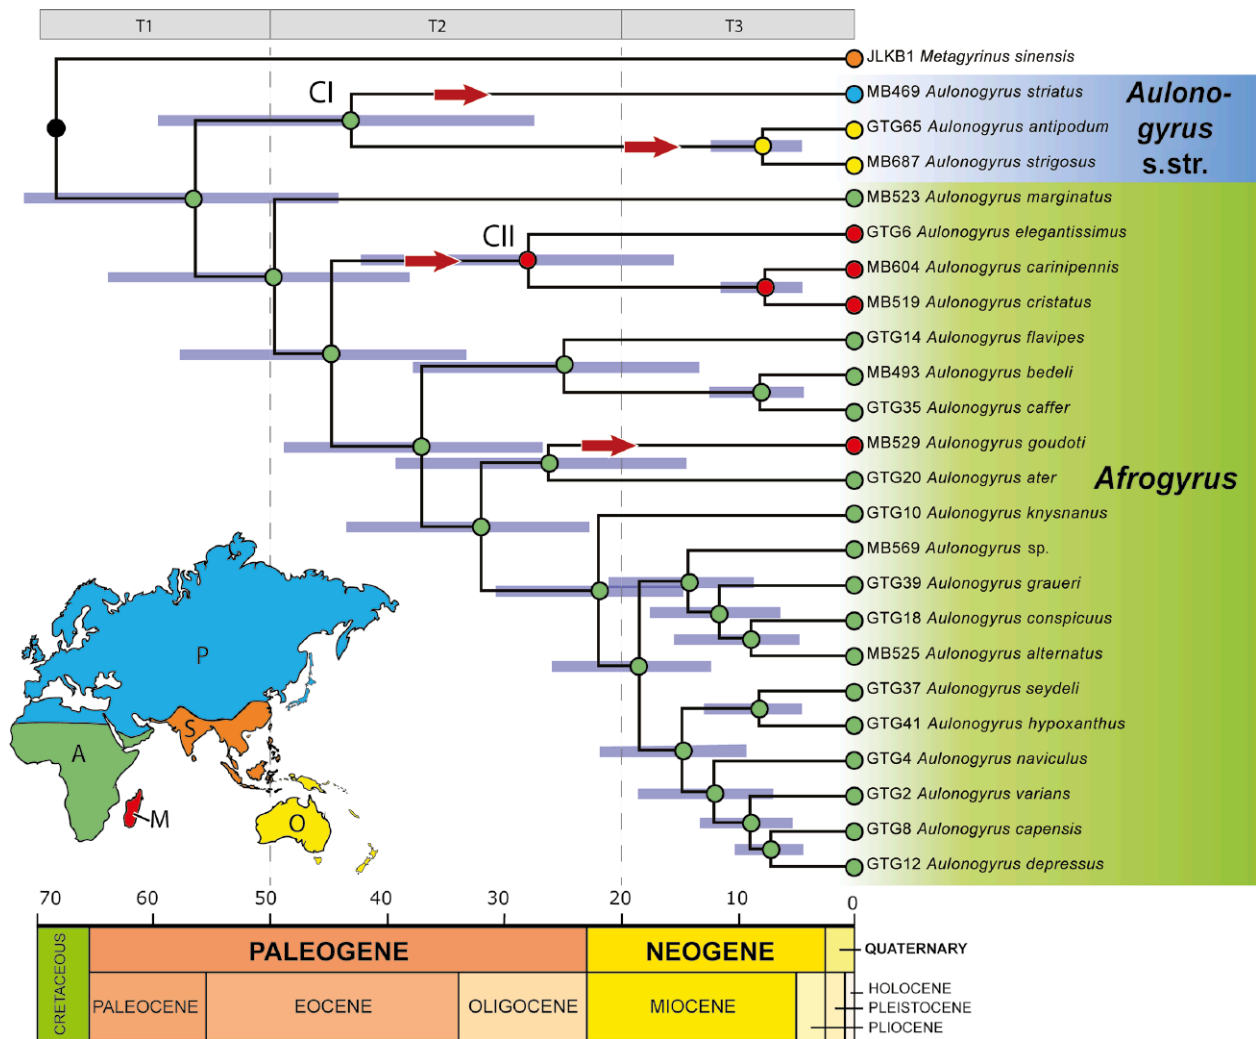 T1 T2 T3
JLKB1 Metagyrinus sinensis
CI
MB469 Aulonogyrus striatus
GTG65 Aulonogyrus antipodum
MB687 Aulonogyrus strigosus
Aulono-
gyrus
s.str.
MB523 Aulonogyrus marginatus
CII
GTG6 Aulonogyrus elegantissimus
MB604 Aulonogyrus carinipennis
MB519 Aulonogyrus cristatus
GTG14 Aulonogyrus flavipes
MB493 Aulonogyrus bedeli
GTG35 Aulonogyrus caffer
MB529 Aulonogyrus goudoti
GTG20 Aulonogyrus ater
Afrogyrus
GTG10 Aulonogyrus knysnanus
MB569 Aulonogyrus sp.
GTG39 Aulonogyrus graueri
GTG18 Aulonogyrus conspicuus
MB525 Aulonogyrus alternatus
GTG37 Aulonogyrus seydeli
GTG41 Aulonogyrus hypoxanthus
GTG4 Aulonogyrus naviculus
GTG2 Aulonogyrus varians
GTG8 Aulonogyrus capensis
GTG12 Aulonogyrus depressus
P
S
A
M
O
70 60 50 40 30 20 10 0
CRETACEOUS
PALEOGENE NEOGENE QUATERNARY
PALEOCENE EOCENE OLIGOCENE MIOCENE
HOLOCENE
PLEISTOCENE
PLIOCENE